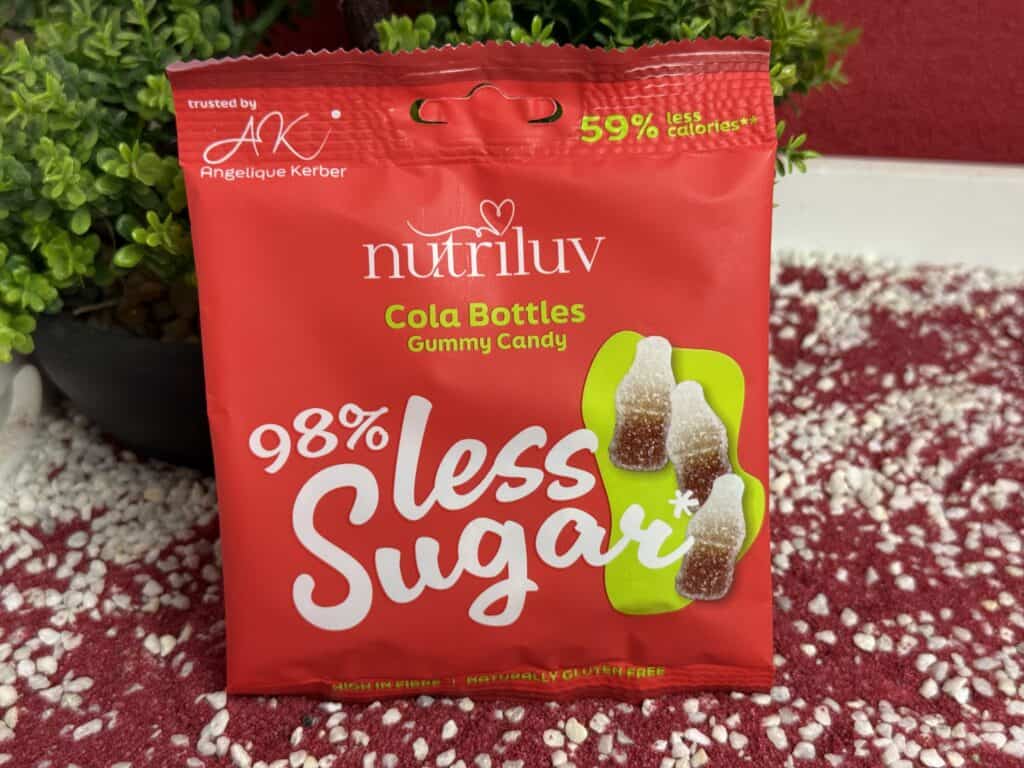 trusted by
AK
Angelique Kerber
59% less
calories**
nutriluv
Cola Bottles
Gummy Candy
98% less
Sugar*
HIGH IN FIBRE | NATURALLY GLUTEN FREE